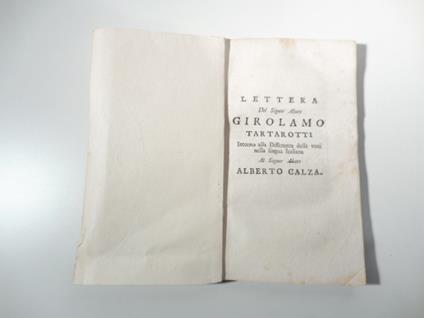 LETTERA
Del Signor Abate
GIROLAMO
TARTAROTTI
Intorno alla Differenza delle voci
nella lingua Italiana
Al Signor Abate
ALBERTO CALZA.